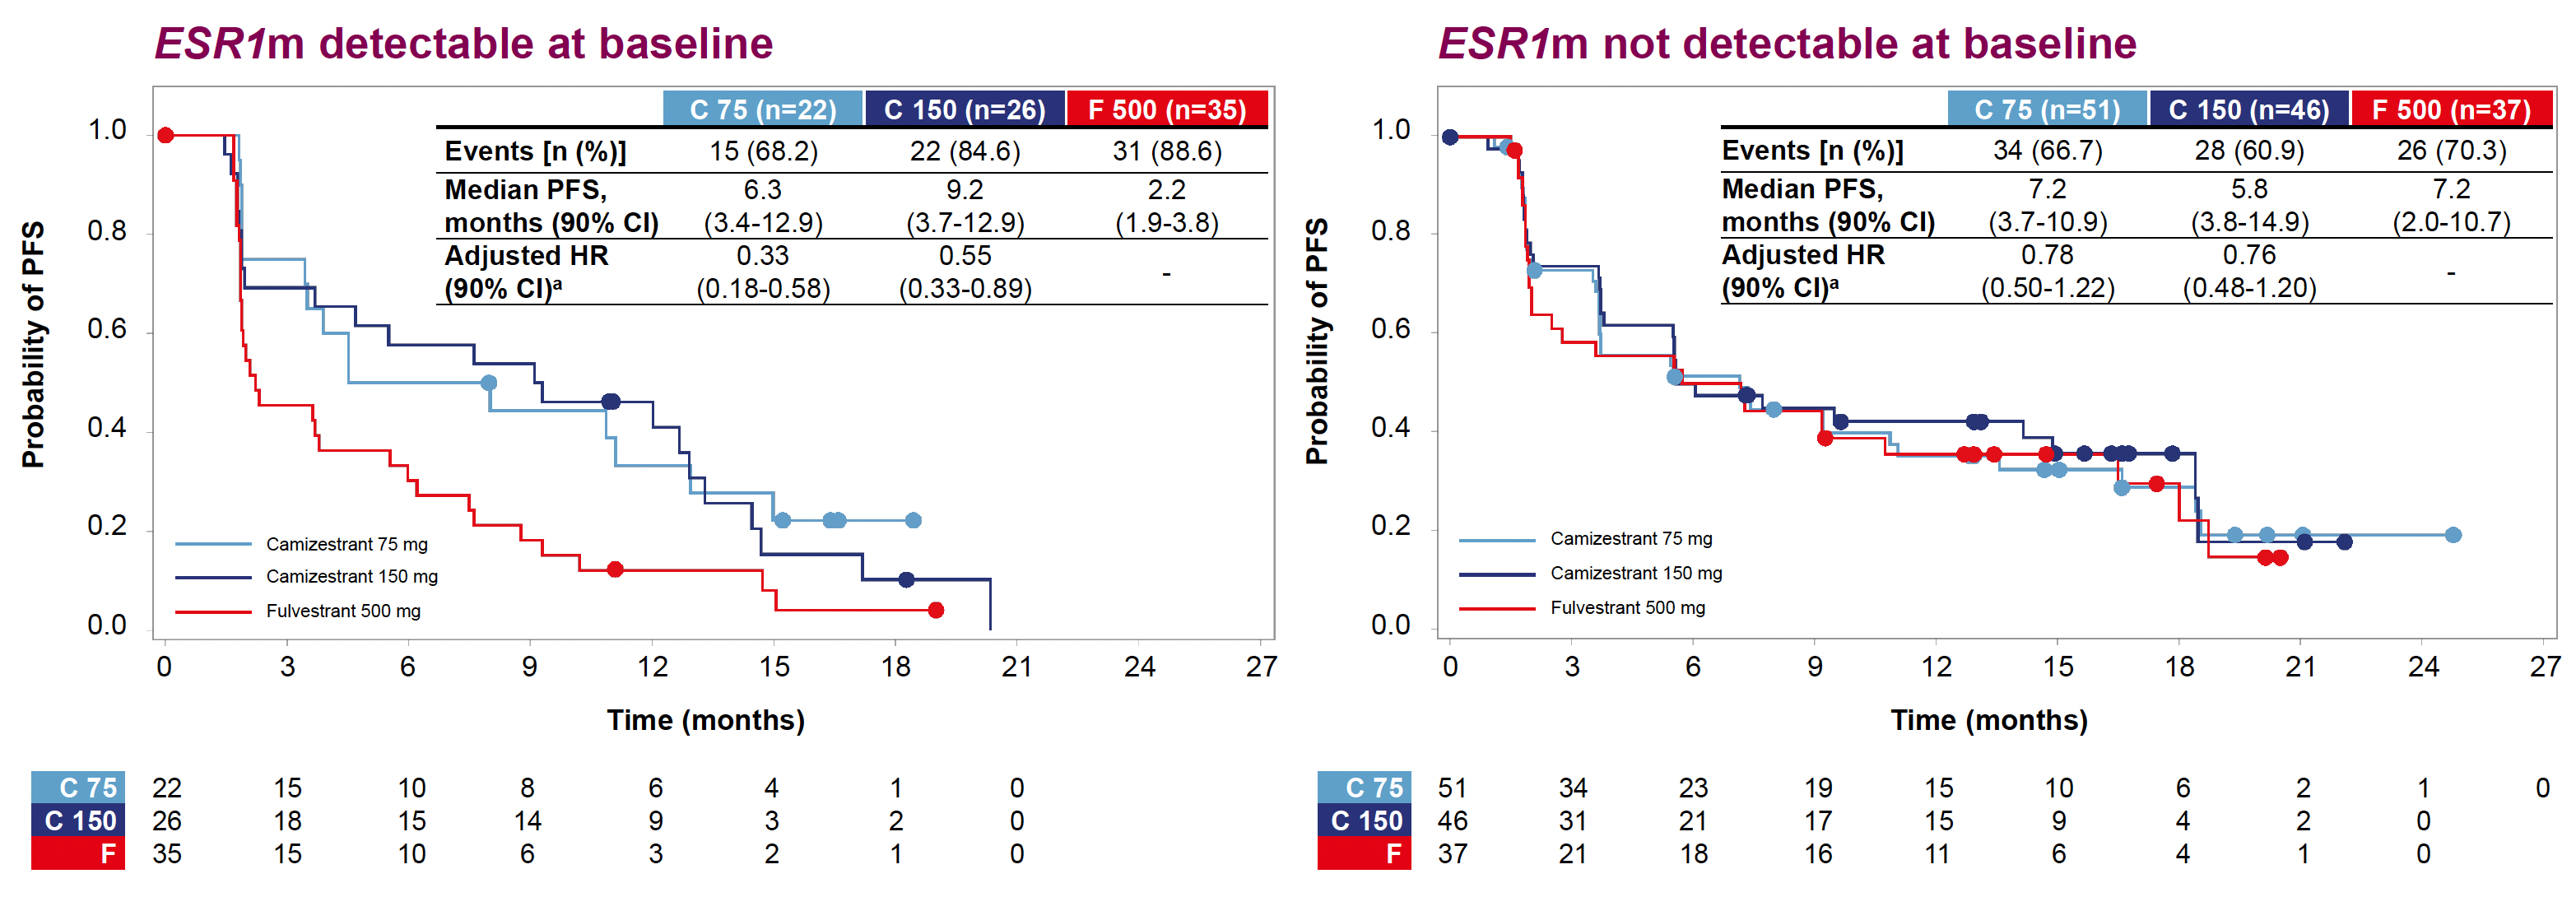 ESR1m detectable at baseline
C 75 (n=22) C 150 (n=26) F 500 (n=35)
Events [n (%)] 15 (68.2) 22 (84.6) 31 (88.6)
Median PFS, 6.3 9.2 2.2
months (90% CI) (3.4-12.9) (3.7-12.9) (1.9-3.8)
Adjusted HR 0.33 0.55 -
(90% CI)ᵃ (0.18-0.58) (0.33-0.89)
Probability of PFS
1.0
0.8
0.6
0.4
0.2
0.0
Camizestrant 75 mg
Camizestrant 150 mg
Fulvestrant 500 mg
0 3 6 9 12 15 18 21 24 27
Time (months)
C 75 22 15 10 8 6 4 1 0
C 150 26 18 15 14 9 3 2 0
F 35 15 10 6 3 2 1 0
ESR1m not detectable at baseline
C 75 (n=51) C 150 (n=46) F 500 (n=37)
Events [n (%)] 34 (66.7) 28 (60.9) 26 (70.3)
Median PFS, 7.2 5.8 7.2
months (90% CI) (3.7-10.9) (3.8-14.9) (2.0-10.7)
Adjusted HR 0.78 0.76 -
(90% CI)ᵃ (0.50-1.22) (0.48-1.20)
Probability of PFS
1.0
0.8
0.6
0.4
0.2
0.0
Camizestrant 75 mg
Camizestrant 150 mg
Fulvestrant 500 mg
0 3 6 9 12 15 18 21 24 27
Time (months)
C 75 51 34 23 19 15 10 6 2 1 0
C 150 46 31 21 17 15 9 4 2 0
F 37 21 18 16 11 6 4 1 0